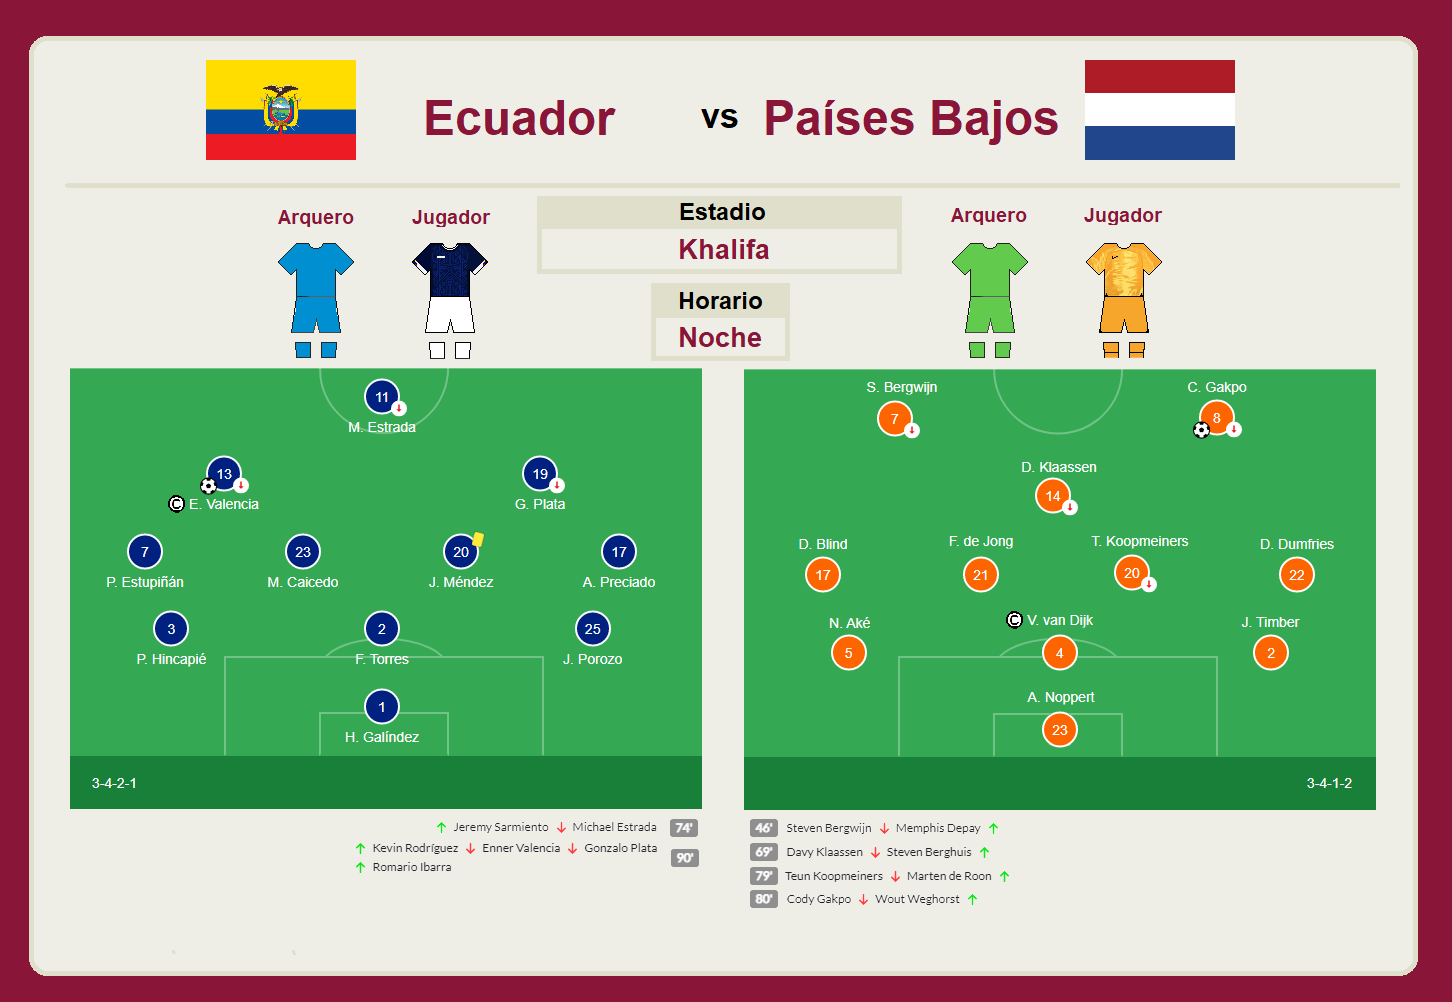 Ecuador vs Países Bajos
Arquero Jugador
Estadio
Khalifa
Horario
Noche
Arquero Jugador
11
M. Estrada
13 19
© E. Valencia G. Plata
7 23 20 17
P. Estupiñán M. Caicedo J. Méndez A. Preciado
3 2 25
P. Hincapié F. Torres J. Porozo
1
H. Galíndez
3-4-2-1
S. Bergwijn C. Gakpo
7 8
D. Klaassen
14
D. Blind F. de Jong T. Koopmeiners D. Dumfries
17 21 20 22
N. Aké © V. van Dijk J. Timber
5 4 2
A. Noppert
23
3-4-1-2
↑ Jeremy Sarmiento ↓ Michael Estrada 74'
↑ Kevin Rodríguez ↓ Enner Valencia ↓ Gonzalo Plata 90'
↑ Romario Ibarra
46' Steven Bergwijn ↓ Memphis Depay ↑
69' Davy Klaassen ↓ Steven Berghuis ↑
79' Teun Koopmeiners ↓ Marten de Roon ↑
80' Cody Gakpo ↓ Wout Weghorst ↑